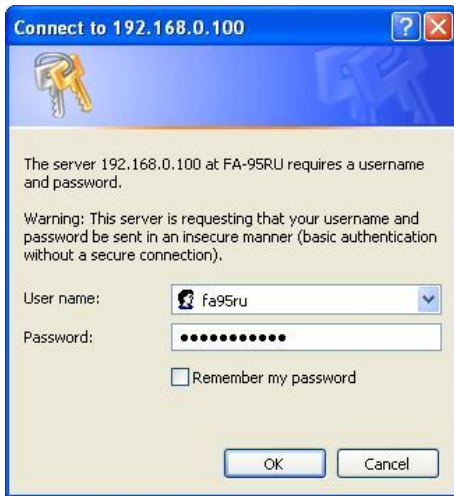 Connect to 192.168.0.100
The server 192.168.0.100 at FA-95RU requires a username
and password.
Warning: This server is requesting that your username and
password be sent in an insecure manner (basic authentication
without a secure connection).
User name:
fa95ru
Password:
●●●●●●●●●●●
Remember my password
OK
Cancel